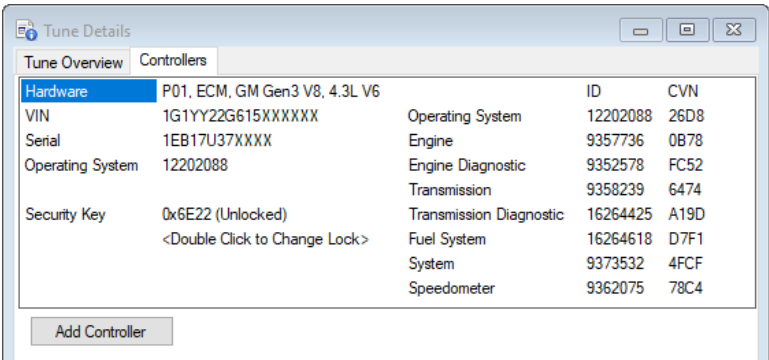 Tune Details
Tune Overview Controllers
Hardware P01, ECM, GM Gen3 V8, 4.3L V6 ID CVN
VIN 1G1YY22G615XXXXXX Operating System 12202088 26D8
Serial 1EB17U37XXXX Engine 9357736 0B78
Operating System 12202088 Engine Diagnostic 9352578 FC52
Transmission 9358239 6474
Security Key 0x6E22 (Unlocked) Transmission Diagnostic 16264425 A19D
<Double Click to Change Lock> Fuel System 16264618 D7F1
System 9373532 4FCF
Speedometer 9362075 78C4
Add Controller